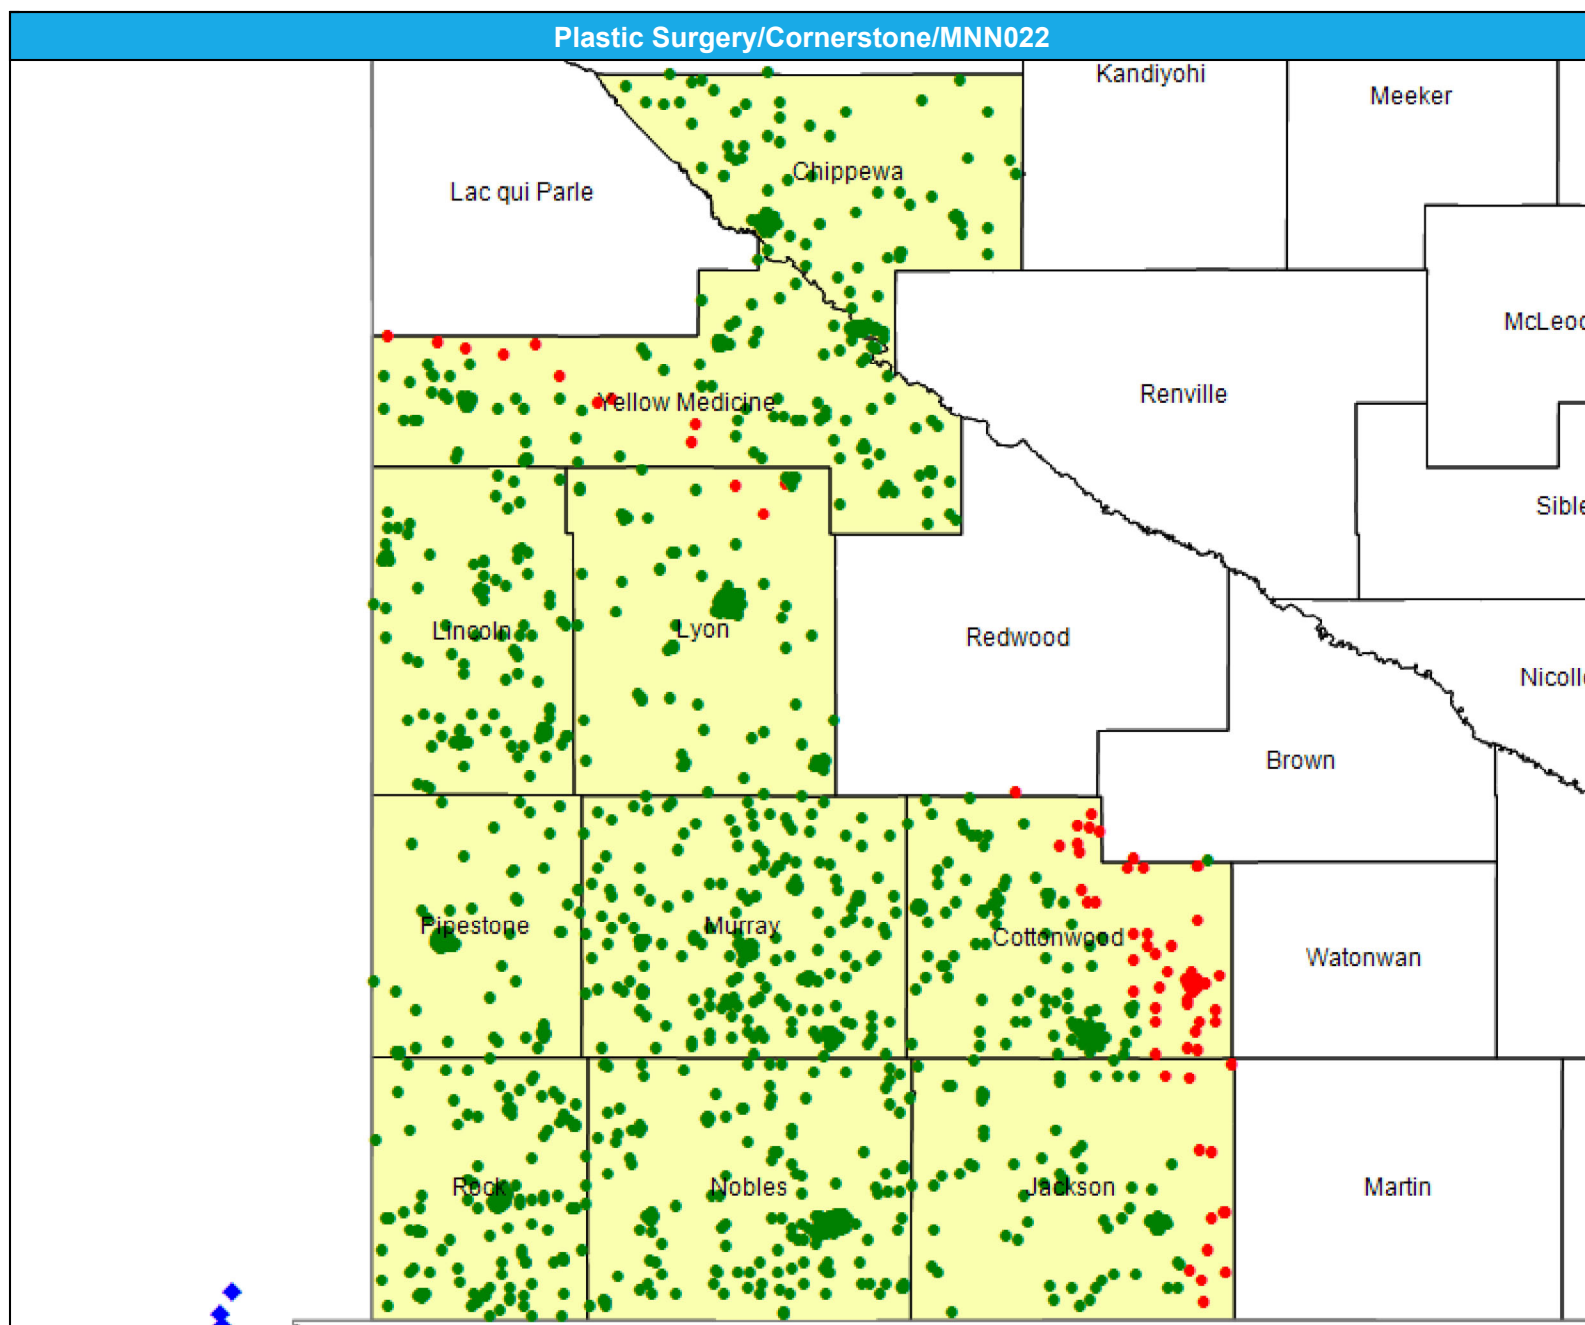 Plastic Surgery/Cornerstone/MNN022
Kandiyohi
Meeker
Chippewa
Lac qui Parle
McLeod
Renville
Yellow Medicine
Sible
Lincoln
Lyon
Redwood
Nicolle
Brown
Pipestone
Murray
Cottonwood
Watonwan
Rock
Nobles
Jackson
Martin